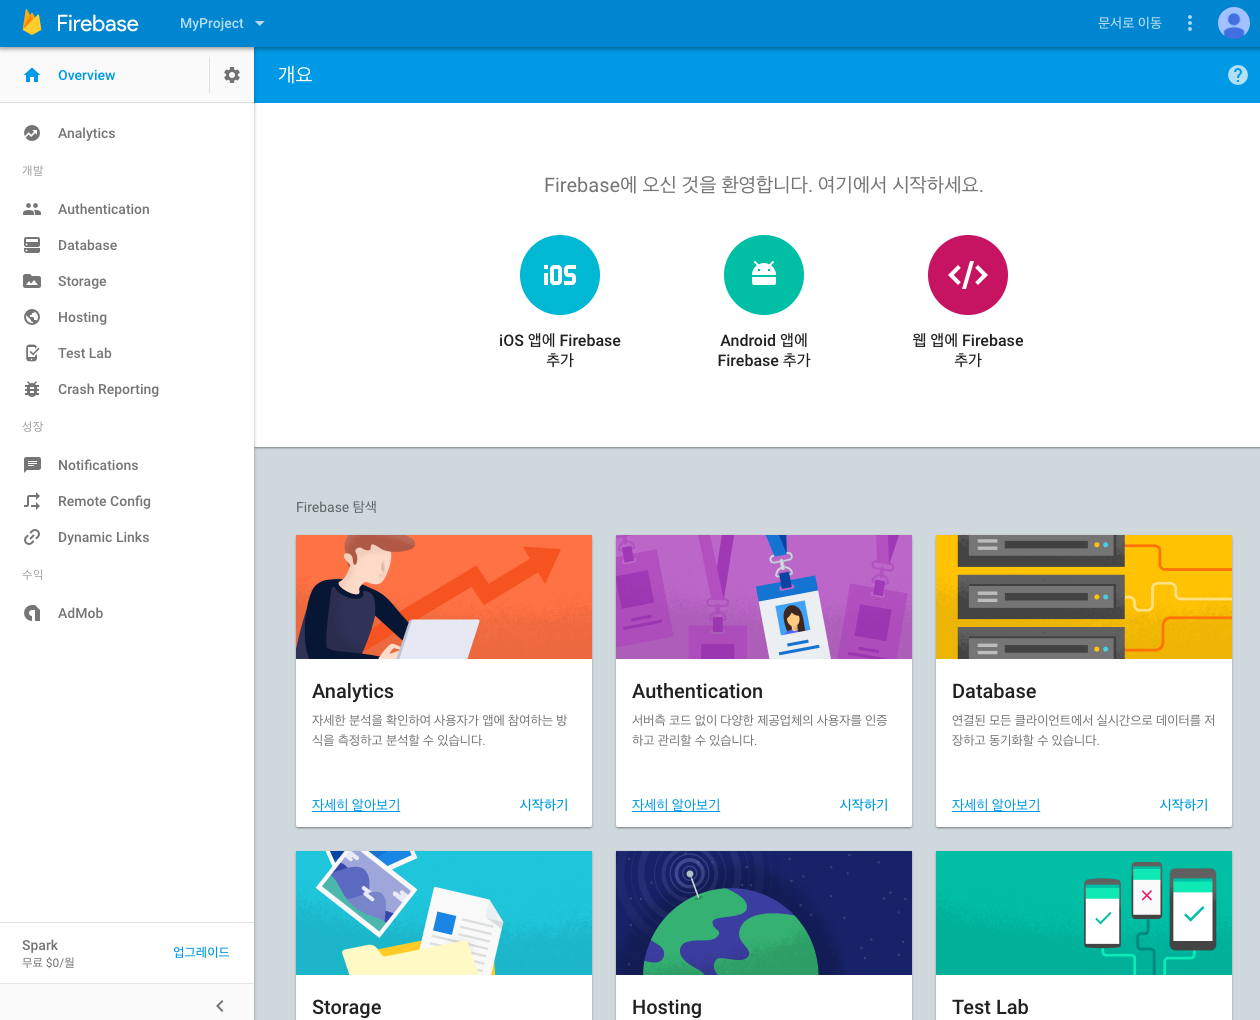 Firebase
MyProject
문서로 이동
Overview
개요
Analytics
개발
Authentication
Database
Storage
Hosting
Test Lab
Crash Reporting
성장
Notifications
Remote Config
Dynamic Links
수익
AdMob
Spark
무료 $0/월
업그레이드
Firebase에 오신 것을 환영합니다. 여기에서 시작하세요.
iOS
iOS 앱에 Firebase
추가
Android 앱에
Firebase 추가
</>
웹 앱에 Firebase
추가
Firebase 탐색
Analytics
자세한 분석을 확인하여 사용자가 앱에 참여하는 방
식을 측정하고 분석할 수 있습니다.
자세히 알아보기
시작하기
Authentication
서버측 코드 없이 다양한 제공업체의 사용자를 인증
하고 관리할 수 있습니다.
자세히 알아보기
시작하기
Database
연결된 모든 클라이언트에서 실시간으로 데이터를 저
장하고 동기화할 수 있습니다.
자세히 알아보기
시작하기
Storage
Hosting
Test Lab